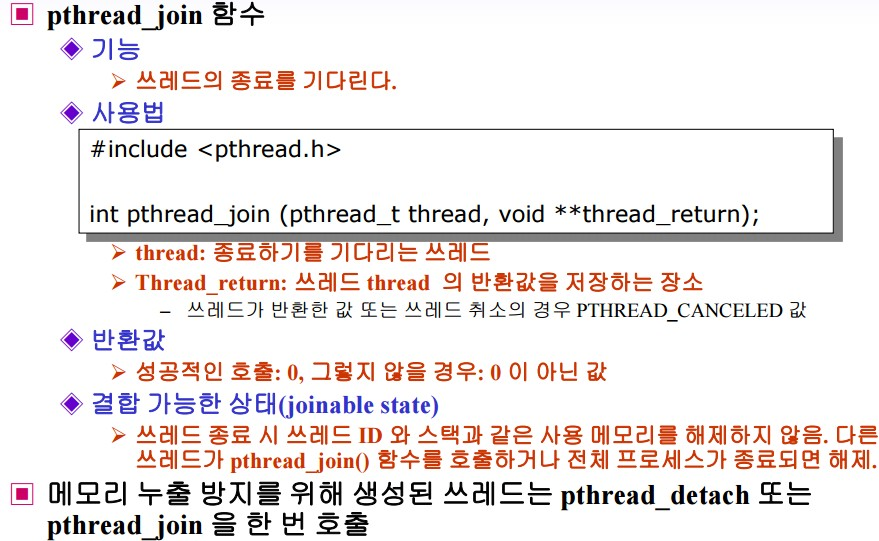 pthread_join 함수
기능
쓰레드의 종료를 기다린다.
사용법
#include <pthread.h>
int pthread_join (pthread_t thread, void **thread_return);
thread: 종료하기를 기다리는 쓰레드
Thread_return: 쓰레드 thread 의 반환값을 저장하는 장소
– 쓰레드가 반환한 값 또는 쓰레드 취소의 경우 PTHREAD_CANCELED 값
반환값
성공적인 호출: 0, 그렇지 않을 경우: 0 이 아닌 값
결합 가능한 상태(joinable state)
쓰레드 종료 시 쓰레드 ID 와 스택과 같은 사용 메모리를 해제하지 않음. 다른
쓰레드가 pthread_join() 함수를 호출하거나 전체 프로세스가 종료되면 해제.
메모리 누출 방지를 위해 생성된 쓰레드는 pthread_detach 또는
pthread_join 을 한 번 호출